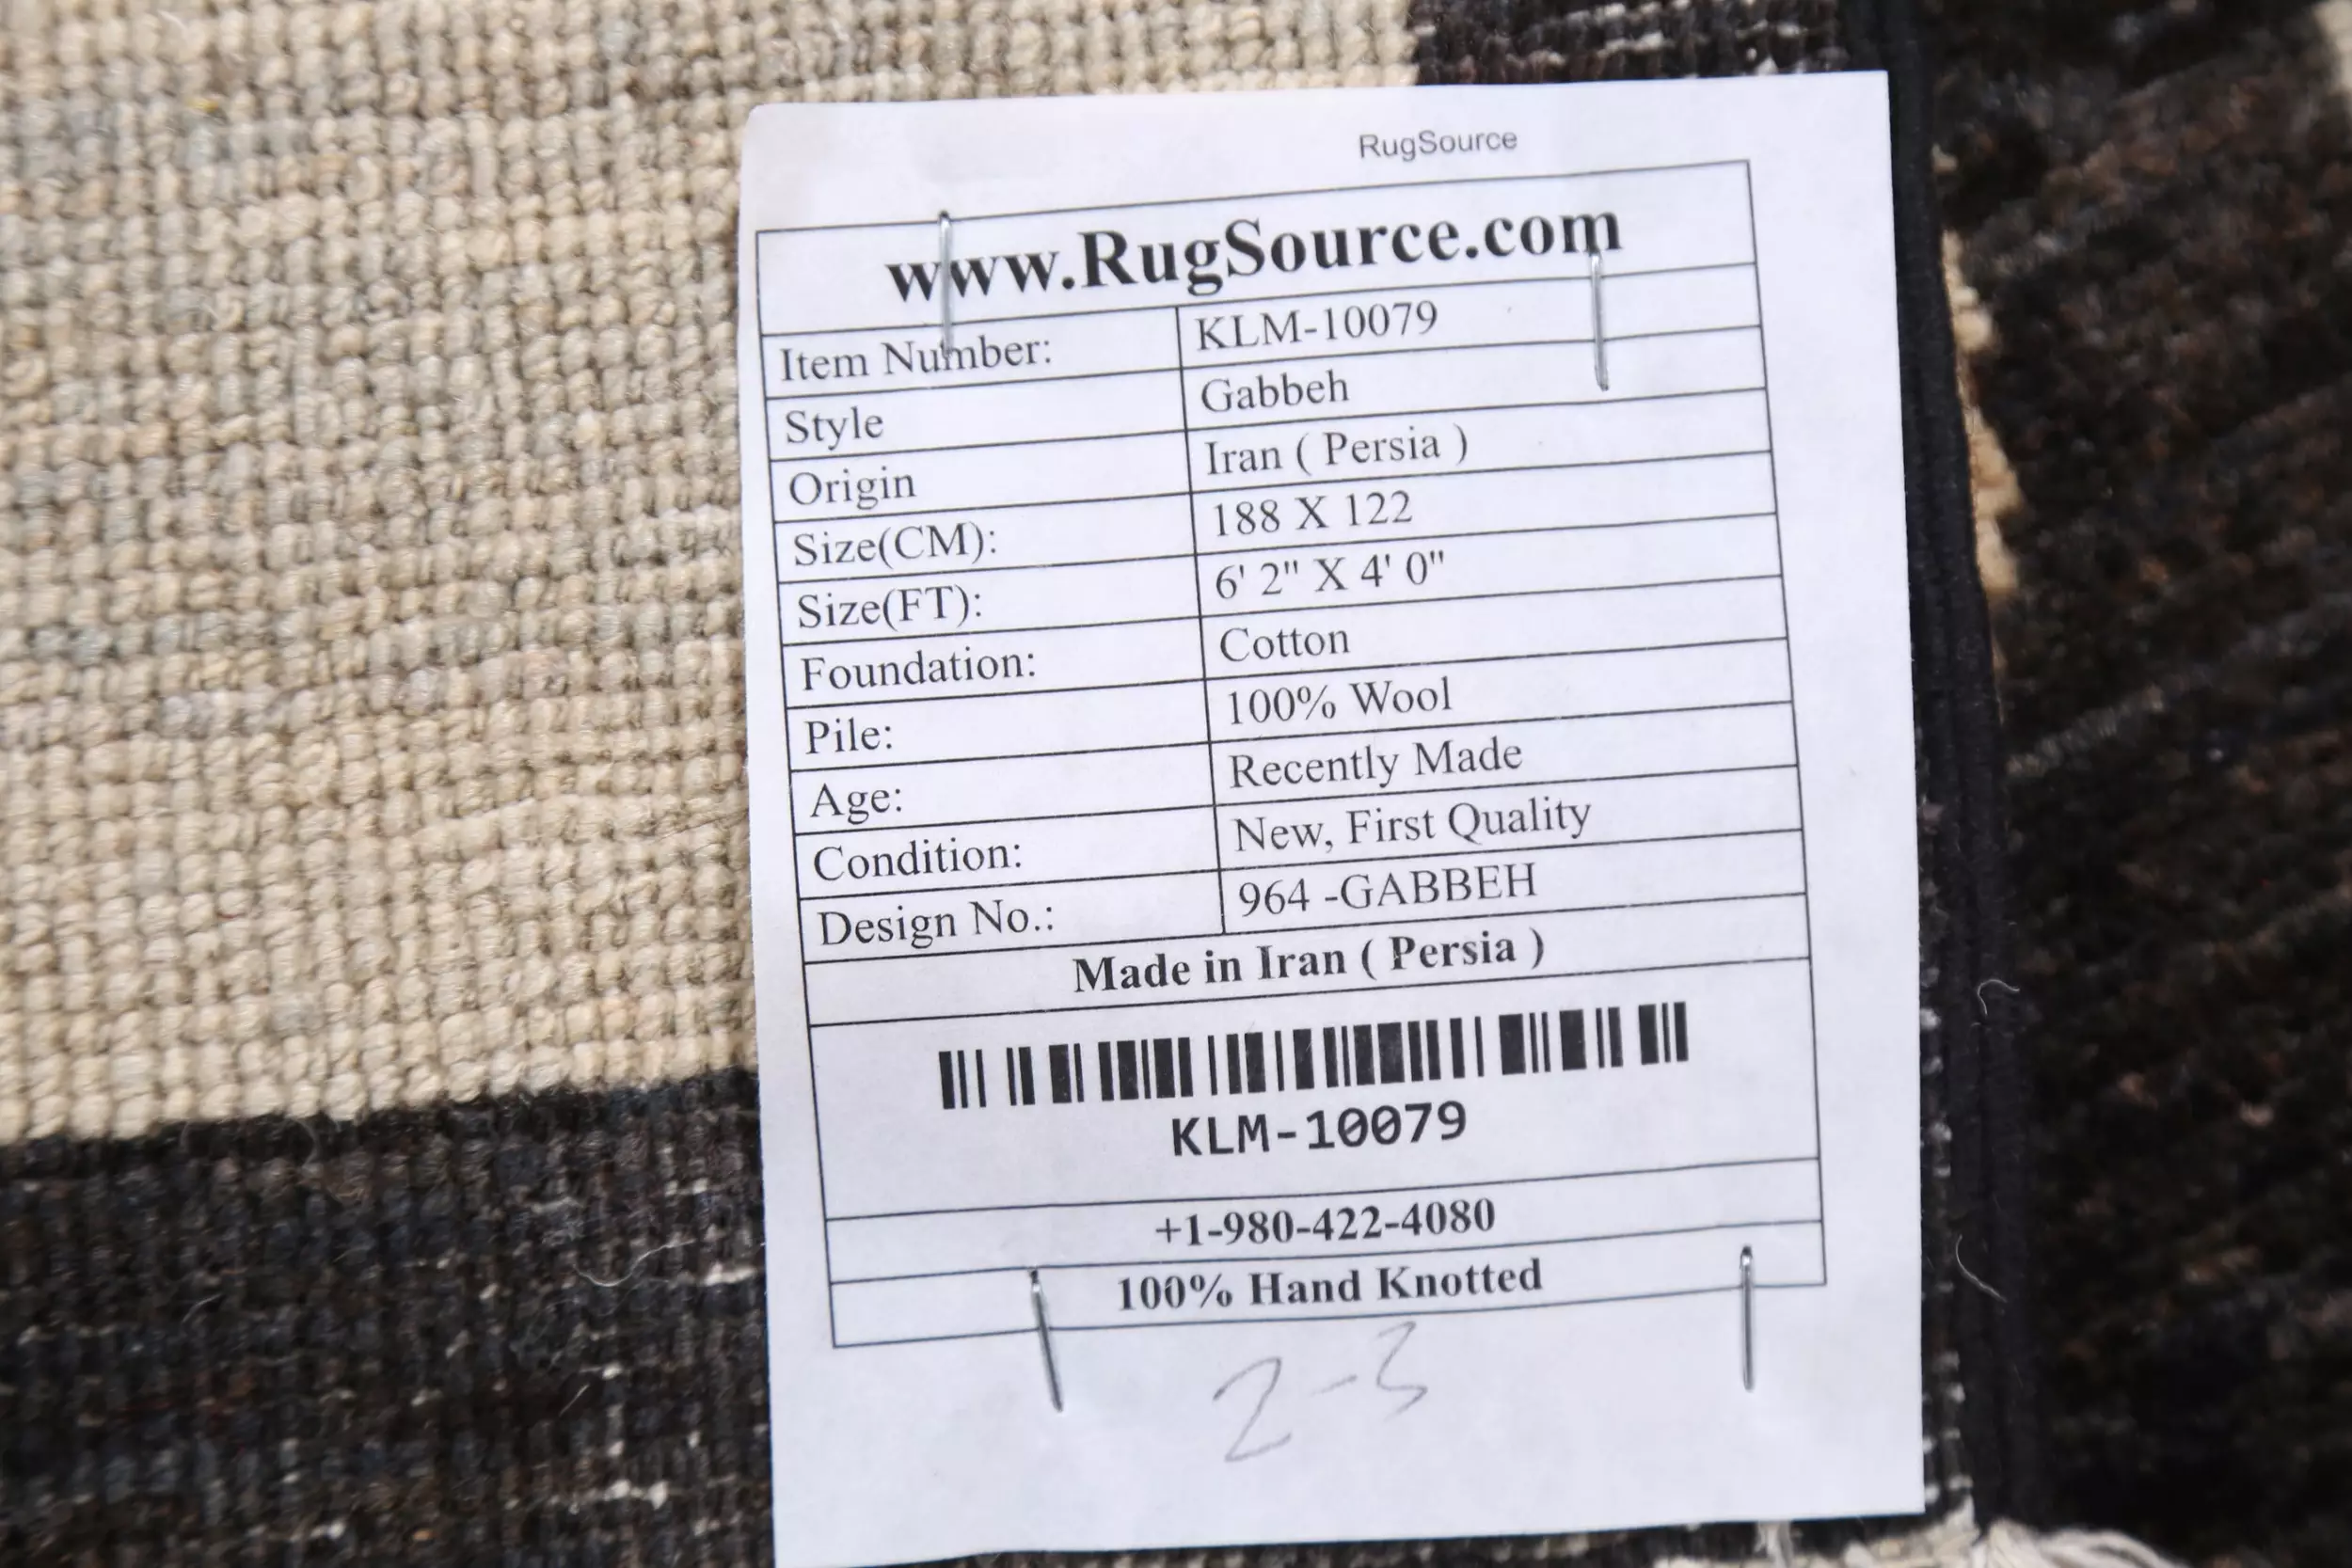 RugSource
www.RugSource.com
Item Number: KLM-10079
Style Gabbeh
Origin Iran ( Persia )
Size(CM): 188 X 122
Size(FT): 6' 2" X 4' 0"
Foundation: Cotton
Pile: 100% Wool
Age: Recently Made
Condition: New, First Quality
Design No.: 964 -GABBEH
Made in Iran ( Persia )
KLM-10079
+1-980-422-4080
100% Hand Knotted
2-3